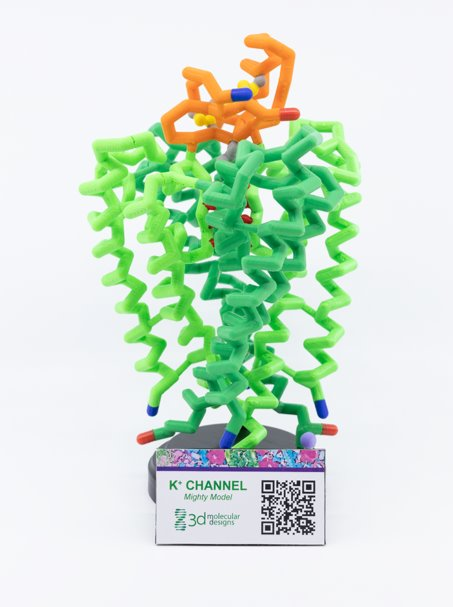 K⁺ CHANNEL
Mighty Model
3d molecular
designs